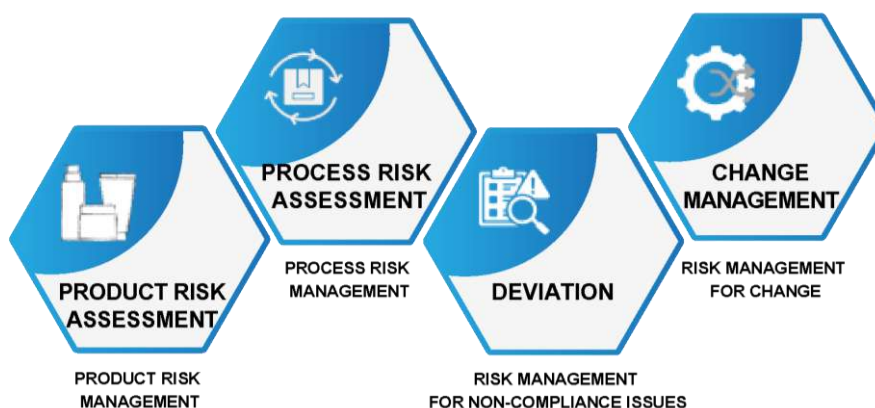 PRODUCT RISK
ASSESSMENT
PRODUCT RISK
MANAGEMENT
PROCESS RISK
ASSESSMENT
PROCESS RISK
MANAGEMENT
DEVIATION
RISK MANAGEMENT
FOR NON-COMPLIANCE ISSUES
CHANGE
MANAGEMENT
RISK MANAGEMENT
FOR CHANGE